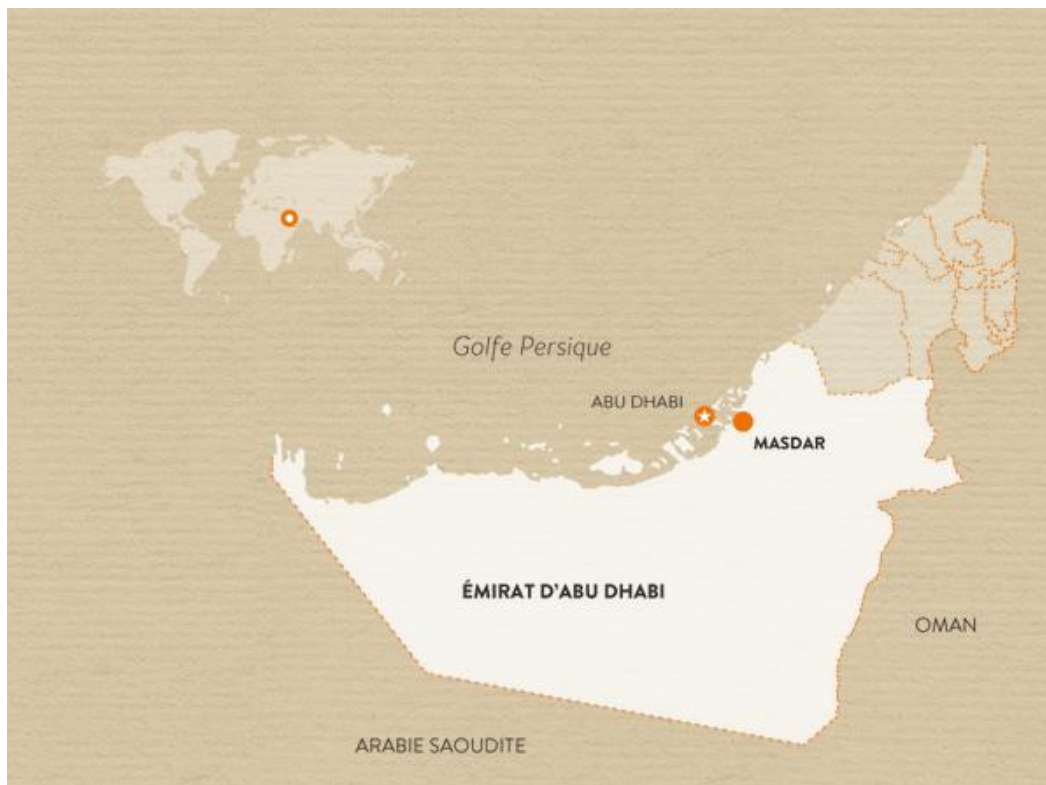 Golfe Persique
ABU DHABI
MASDAR
ÉMIRAT D'ABU DHABI
OMAN
ARABIE SAOUDITE